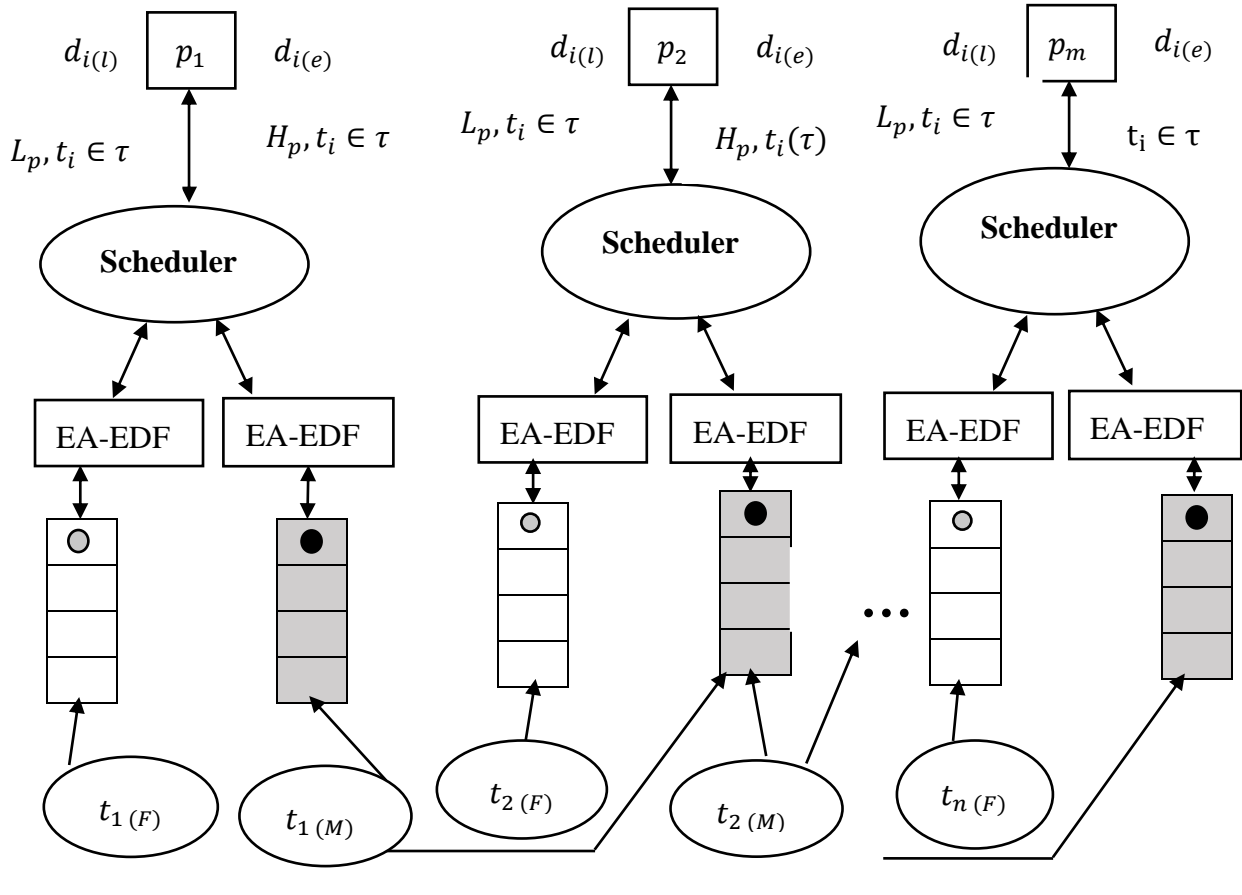 d_{i(l)} p_1 d_{i(e)} d_{i(l)} p_2 d_{i(e)} d_{i(l)} p_m d_{i(e)}
L_p, t_i ∈ τ H_p, t_i ∈ τ L_p, t_i ∈ τ H_p, t_i(τ) L_p, t_i ∈ τ t_i ∈ τ
Scheduler Scheduler Scheduler
EA-EDF EA-EDF EA-EDF EA-EDF EA-EDF EA-EDF
...
t_{1 (F)} t_{1 (M)} t_{2 (F)} t_{2 (M)} t_{n (F)}